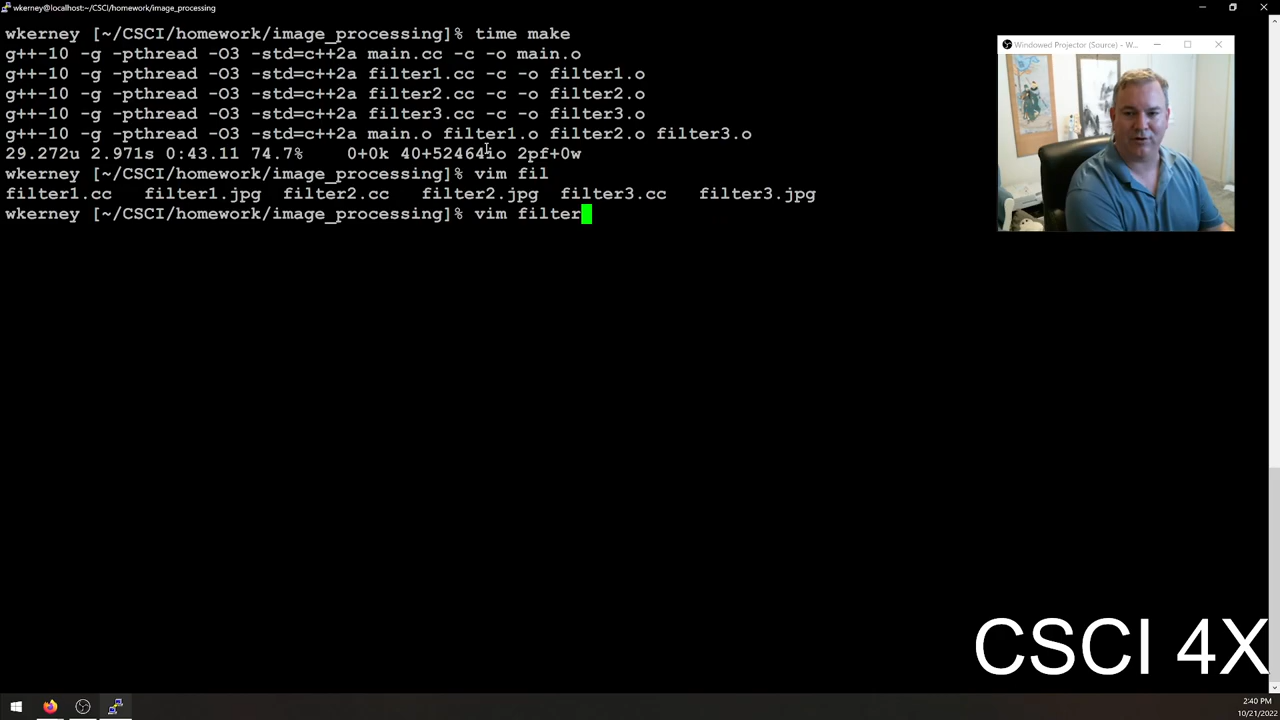 wkerney@localhost:~/CSCI/homework/image_processing
wkerney [~/CSCI/homework/image_processing]% time make
g++-10 -g -pthread -O3 -std=c++2a main.cc -c -o main.o
g++-10 -g -pthread -O3 -std=c++2a filter1.cc -c -o filter1.o
g++-10 -g -pthread -O3 -std=c++2a filter2.cc -c -o filter2.o
g++-10 -g -pthread -O3 -std=c++2a filter3.cc -c -o filter3.o
g++-10 -g -pthread -O3 -std=c++2a main.o filter1.o filter2.o filter3.o
29.272u 2.971s 0:43.11 74.7% 0+0k 40+52464io 2pf+0w
wkerney [~/CSCI/homework/image_processing]% vim fil
filter1.cc filter1.jpg filter2.cc filter2.jpg filter3.cc filter3.jpg
wkerney [~/CSCI/homework/image_processing]% vim filter
Windowed Projector (Source) - W...
CSCI 4X
2:40 PM
10/21/2022